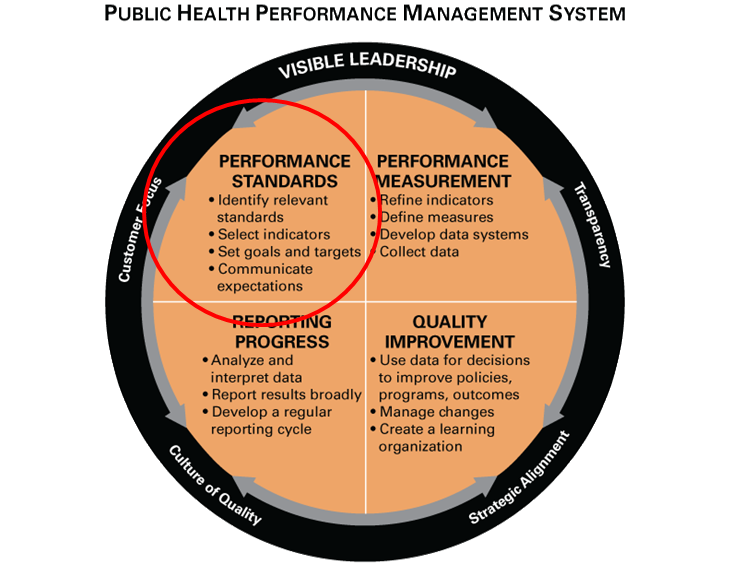 PUBLIC HEALTH PERFORMANCE MANAGEMENT SYSTEM
VISIBLE LEADERSHIP
Customer Focus
Transparency
PERFORMANCE
STANDARDS
• Identify relevant
standards
• Select indicators
• Set goals and targets
• Communicate
expectations
PERFORMANCE
MEASUREMENT
• Refine indicators
• Define measures
• Develop data systems
• Collect data
REPORTING
PROGRESS
• Analyze and
interpret data
• Report results broadly
• Develop a regular
reporting cycle
QUALITY
IMPROVEMENT
• Use data for decisions
to improve policies,
programs, outcomes
• Manage changes
• Create a learning
organization
Culture of Quality
Strategic Alignment